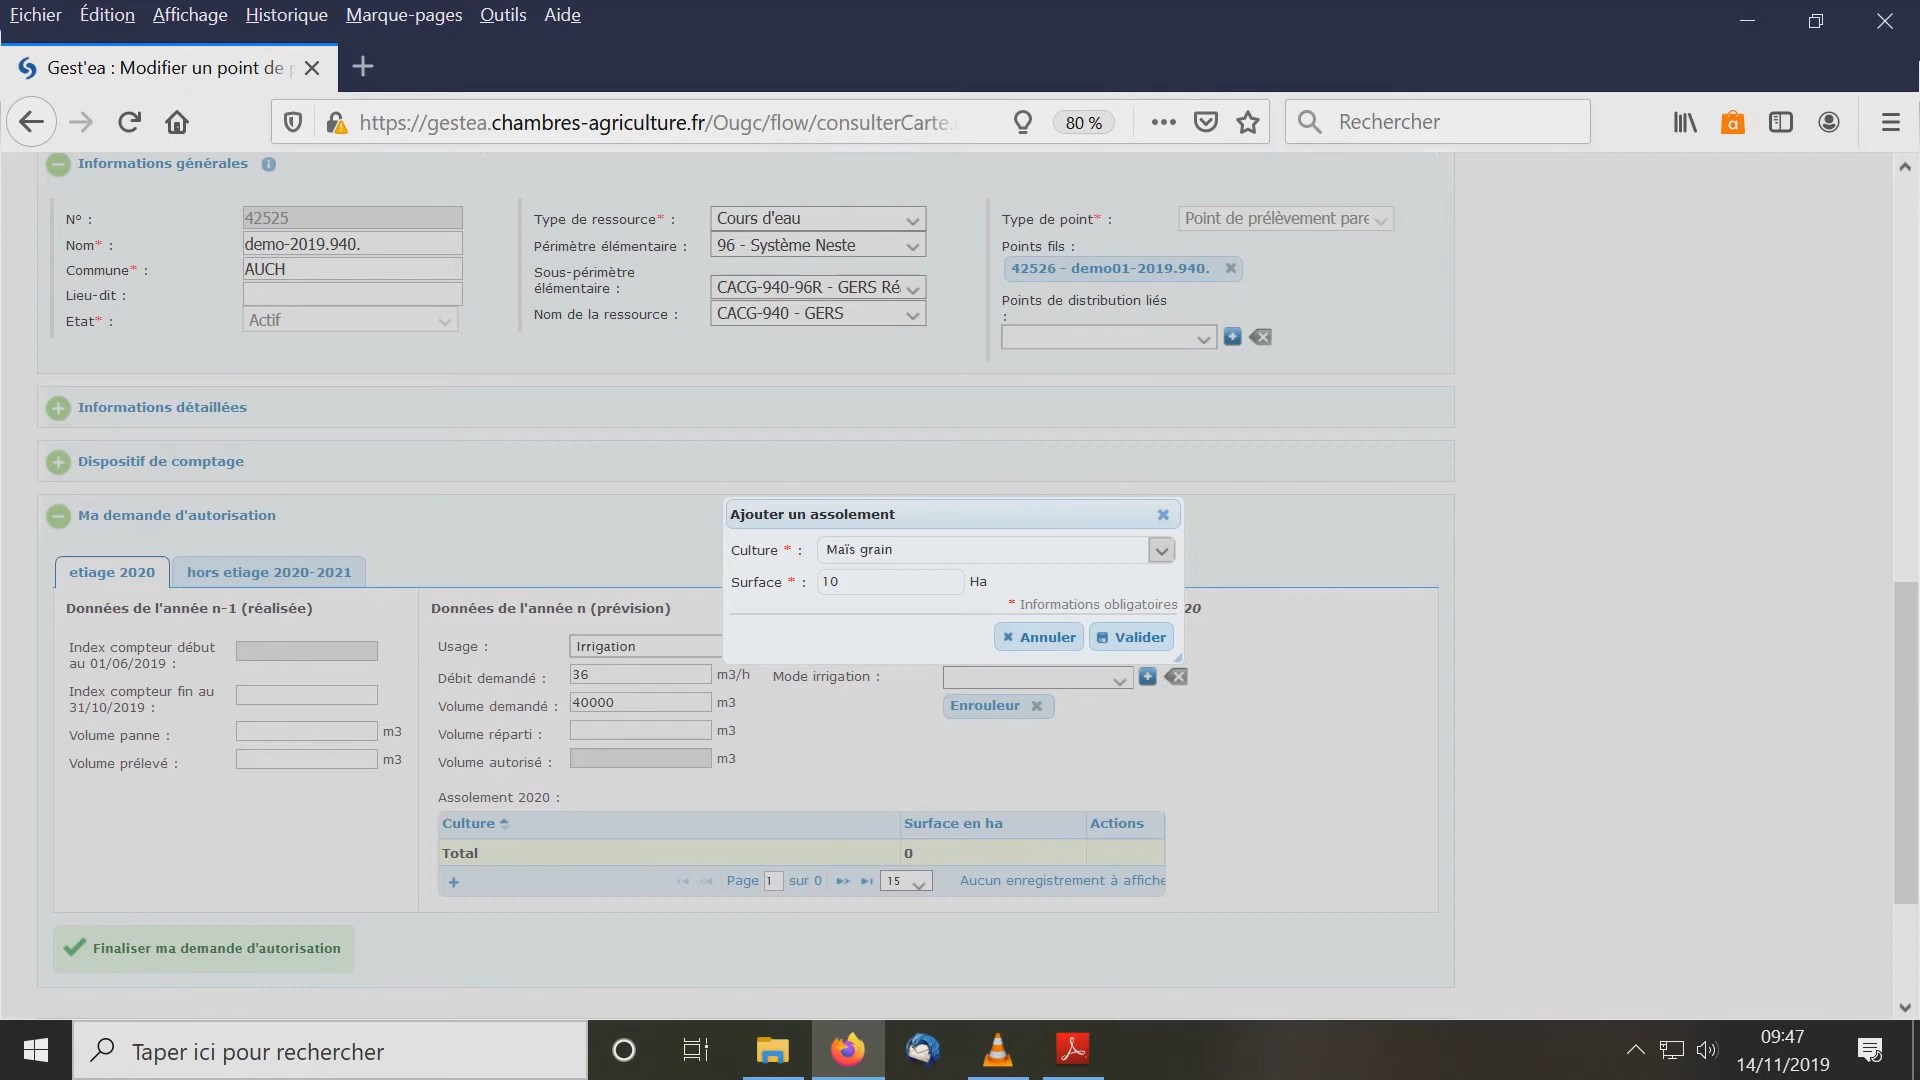 Fichier Édition Affichage Historique Marque-pages Outils Aide
Gest'ea : Modifier un point de
https://gestea.chambres-agriculture.fr/Ougc/flow/consulterCarte.
80 %
Rechercher
Informations générales
N° : 42525
Nom* : demo-2019.940.
Commune* : AUCH
Lieu-dit :
Etat* : Actif
Type de ressource* : Cours d'eau
Périmètre élémentaire : 96 - Système Neste
Sous-périmètre
élémentaire : CACG-940-96R - GERS Ré
Nom de la ressource : CACG-940 - GERS
Type de point* : Point de prélèvement pare
Points fils :
42526 - demo01-2019.940.
Points de distribution liés
:
Informations détaillées
Dispositif de comptage
Ma demande d'autorisation
Ajouter un assolement
Culture * : Maïs grain
Surface * : 10 Ha
* Informations obligatoires
Annuler Valider
etiage 2020 hors etiage 2020-2021
Données de l'année n-1 (réalisée)
Index compteur début
au 01/06/2019 :
Index compteur fin au
31/10/2019 :
Volume panne : m3
Volume prélevé : m3
Données de l'année n (prévision)
20
Usage : Irrigation
Débit demandé : 36 m3/h
Volume demandé : 40000 m3
Volume réparti : m3
Volume autorisé : m3
Mode irrigation :
Enrouleur
Assolement 2020 :
Culture Surface en ha Actions
Total 0
Page 1 sur 0 15 Aucun enregistrement à affiche
Finaliser ma demande d'autorisation
Taper ici pour rechercher
09:47
14/11/2019